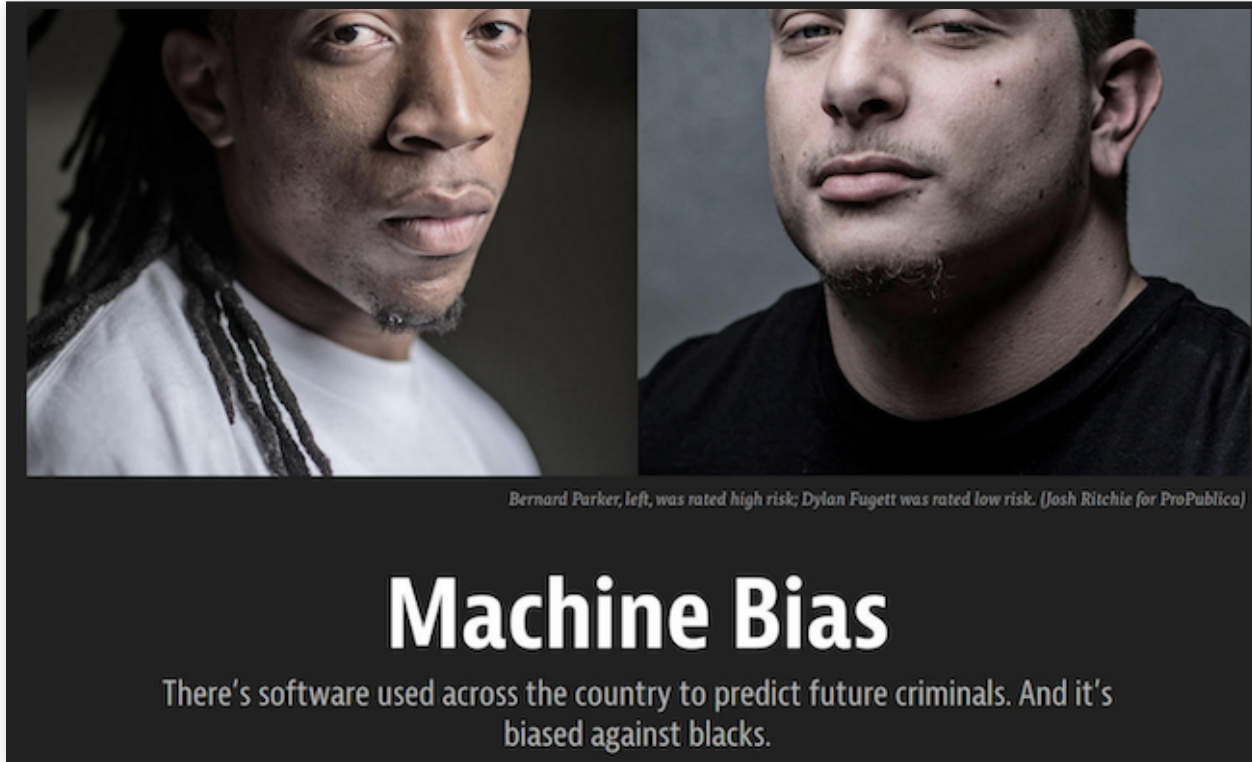 Bernard Parker, left, was rated high risk; Dylan Fugett was rated low risk. (Josh Ritchie for ProPublica)
Machine Bias
There’s software used across the country to predict future criminals. And it’s
biased against blacks.